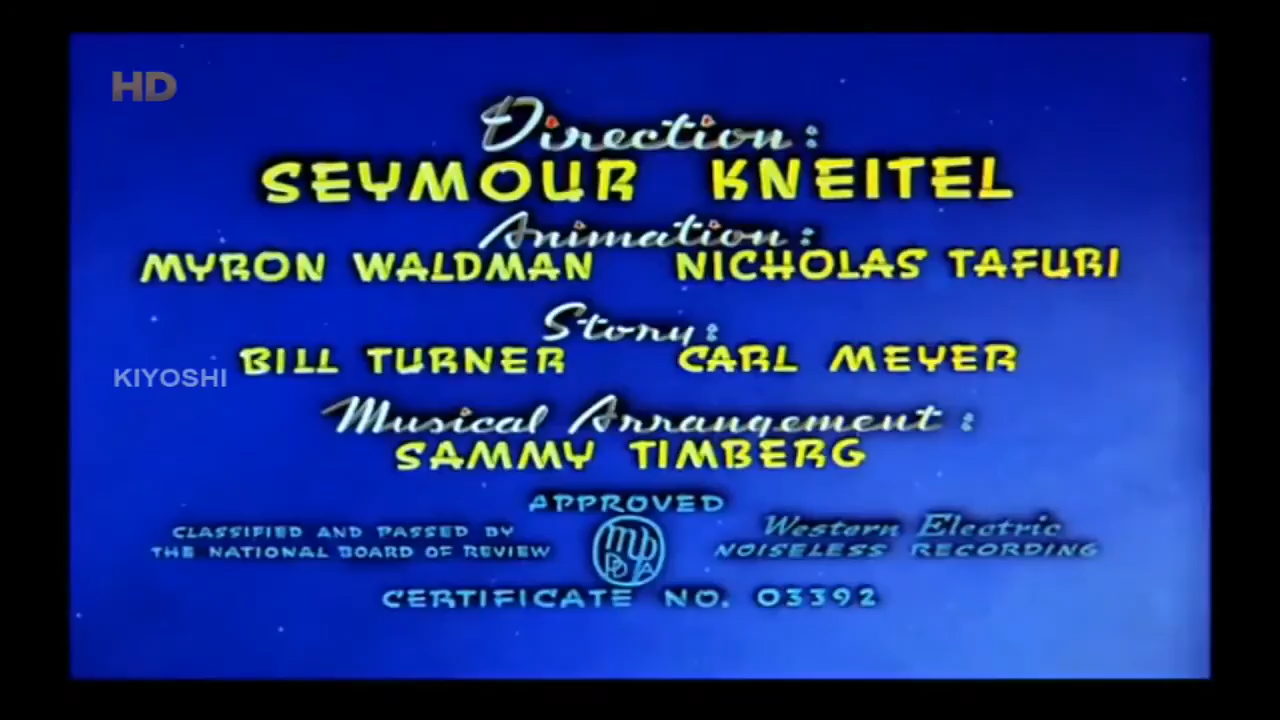 HD
Direction:
SEYMOUR KNEITEL
Animation:
MYRON WALDMAN NICHOLAS TAFURI
Story:
BILL TURNER CARL MEYER
KIYOSHI
Musical Arrangement:
SAMMY TIMBERG
APPROVED
CLASSIFIED AND PASSED BY
THE NATIONAL BOARD OF REVIEW
MPPDA
Western Electric
NOISELESS RECORDING
CERTIFICATE NO. 03392